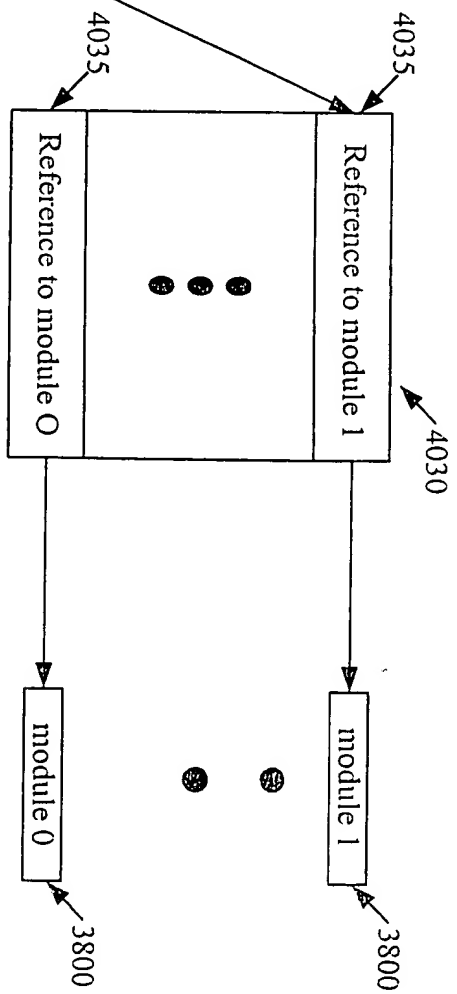 4030
4035
3800
Reference to module 1
module 1
4035
3800
Reference to module O
module 0